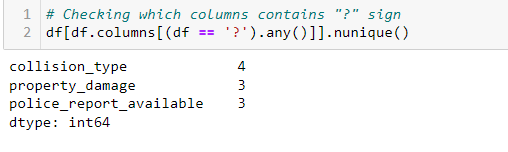 1 # Checking which columns contains "?" sign
2 df[df.columns[(df == '?').any()]].nunique()
collision_type 4
property_damage 3
police_report_available 3
dtype: int64